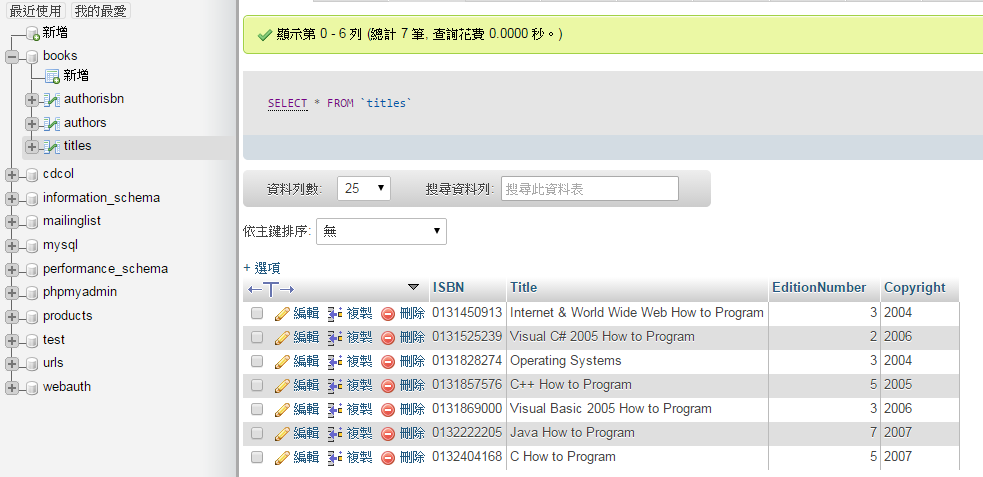 最近使用 我的最愛
新增
books
新增
authorisbn
authors
titles
cdcol
information_schema
mailinglist
mysql
performance_schema
phpmyadmin
products
test
urls
webauth
顯示第 0 - 6 列 (總計 7 筆, 查詢花費 0.0000 秒。)
SELECT * FROM `titles`
資料列數: 25 搜尋資料列: 搜尋此資料表
依主鍵排序: 無
+ 選項
←T→ ISBN Title EditionNumber Copyright
編輯 複製 刪除 0131450913 Internet & World Wide Web How to Program 3 2004
編輯 複製 刪除 0131525239 Visual C# 2005 How to Program 2 2006
編輯 複製 刪除 0131828274 Operating Systems 3 2004
編輯 複製 刪除 0131857576 C++ How to Program 5 2005
編輯 複製 刪除 0131869000 Visual Basic 2005 How to Program 3 2006
編輯 複製 刪除 0132222205 Java How to Program 7 2007
編輯 複製 刪除 0132404168 C How to Program 5 2007